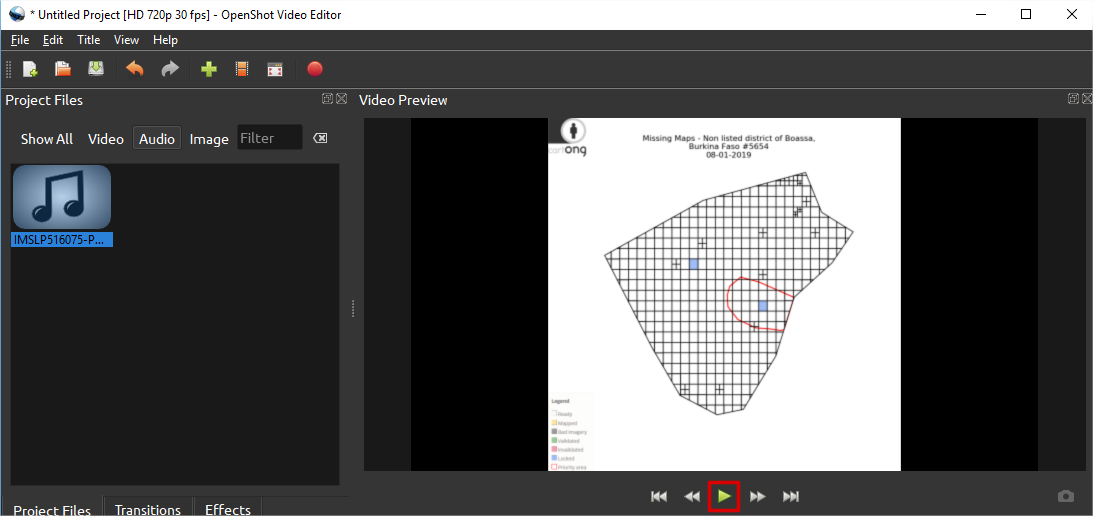 * Untitled Project [HD 720p 30 fps] - OpenShot Video Editor
File Edit Title View Help
Project Files
Video Preview
Show All Video Audio Image Filter
IMSLP516075-P...
cartong
Missing Maps - Non listed district of Boassa,
Burkina Faso #5654
08-01-2019
Legend
Ready
Mapped
Bad imagery
Validated
Invalidated
Locked
Priority area
Project Files Transitions Effects